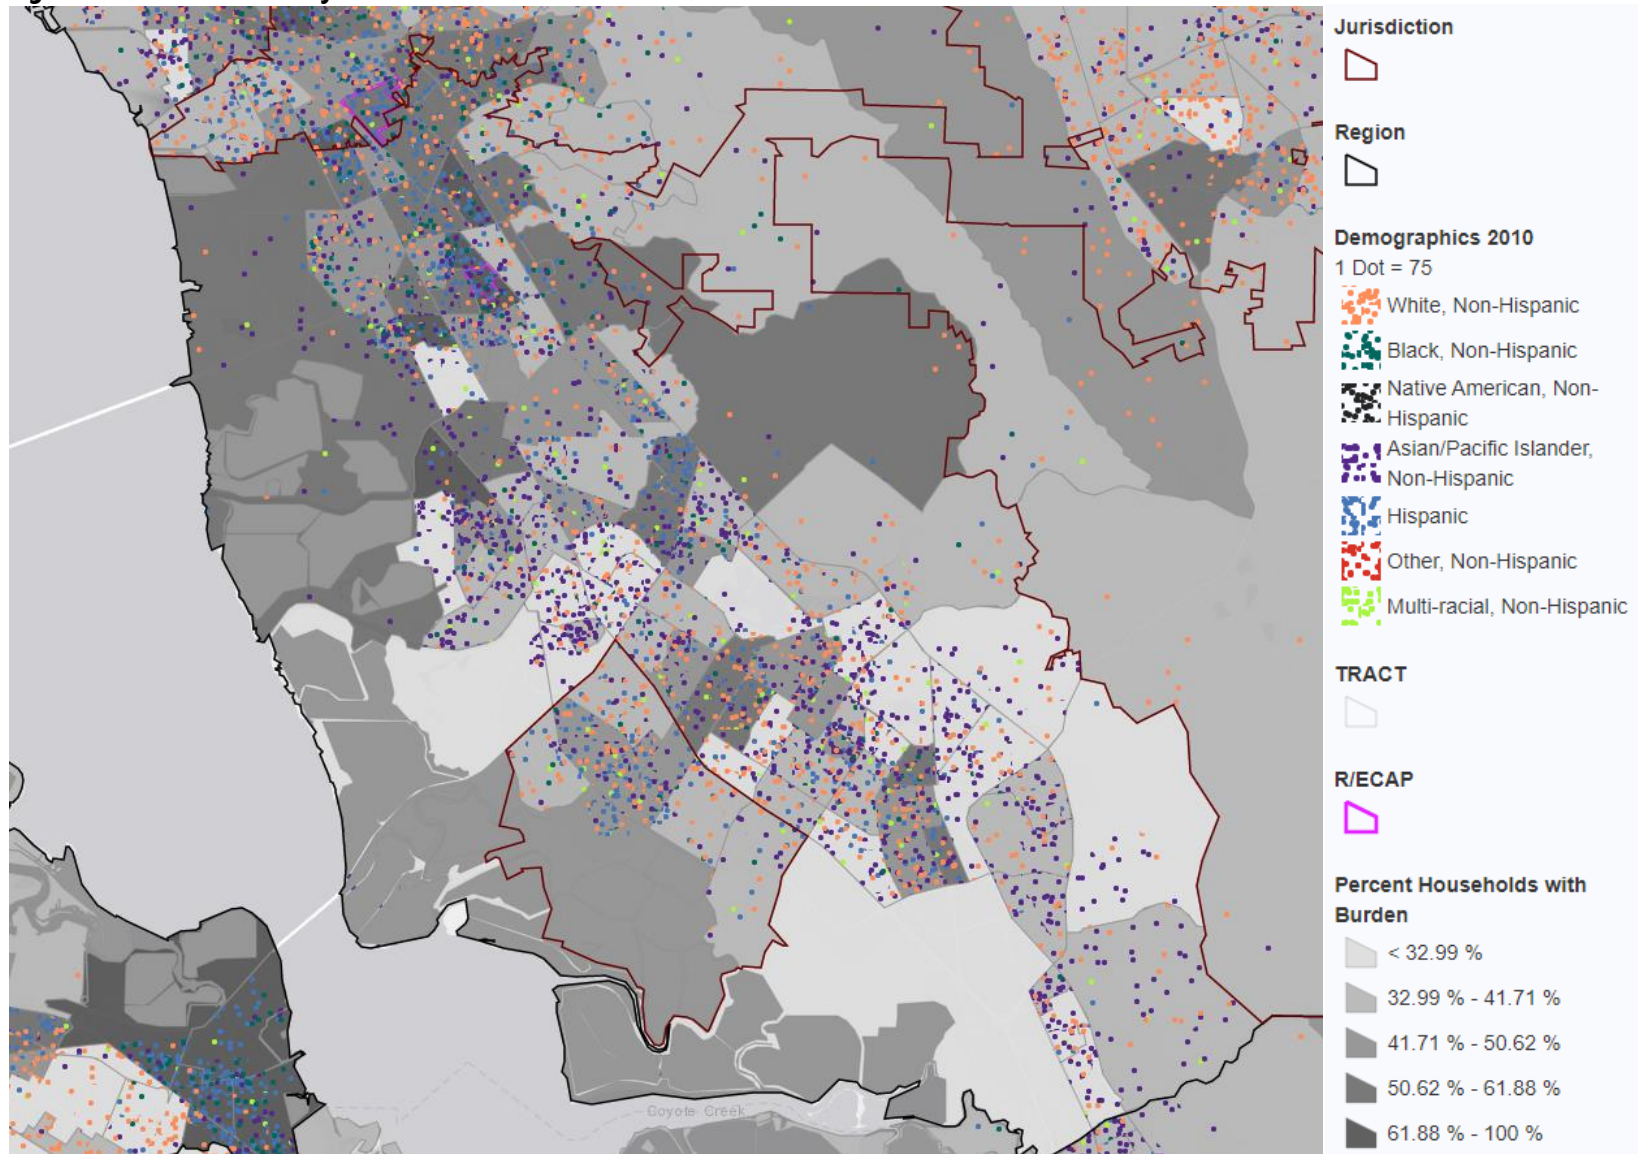 Jurisdiction
Region
Demographics 2010
1 Dot = 75
White, Non-Hispanic
Black, Non-Hispanic
Native American, Non-
Hispanic
Asian/Pacific Islander,
Non-Hispanic
Hispanic
Other, Non-Hispanic
Multi-racial, Non-Hispanic
TRACT
R/ECAP
Percent Households with
Burden
< 32.99 %
32.99 % - 41.71 %
41.71 % - 50.62 %
50.62 % - 61.88 %
61.88 % - 100 %
Coyote Creek